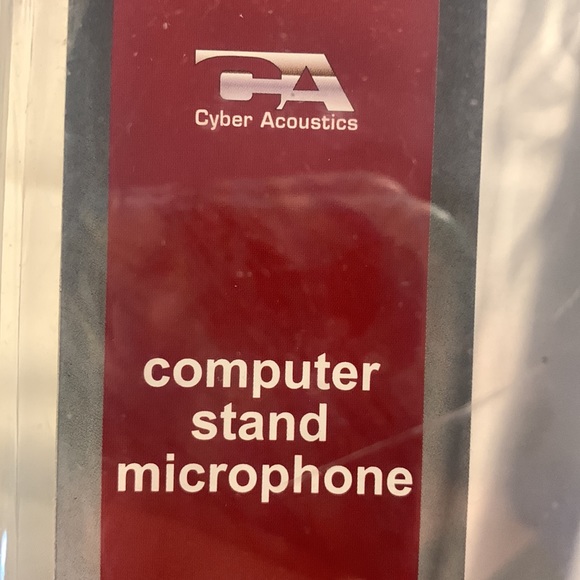 CA
Cyber Acoustics
computer
stand
microphone